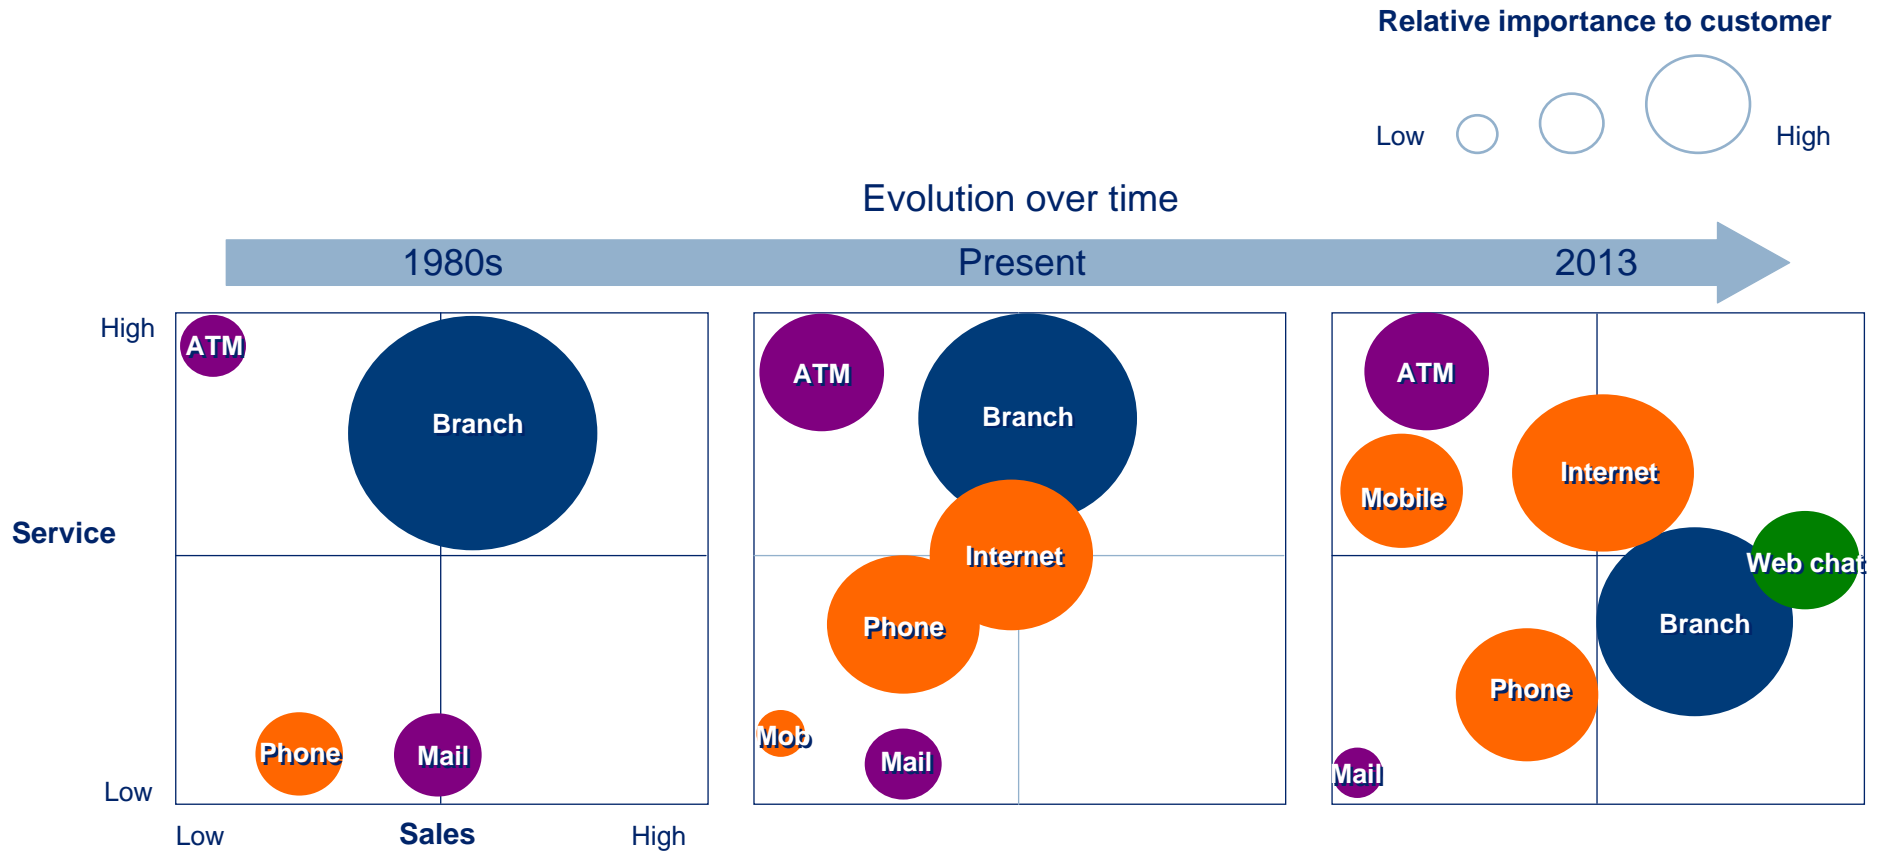 Relative importance to customer
Low
High
Evolution over time
1980s
Present
2013
High
Service
Low
Low
Sales
High
ATM
Branch
Phone
Mail
ATM
Branch
Internet
Phone
Mob
Mail
ATM
Internet
Mobile
Web chat
Branch
Phone
Mail